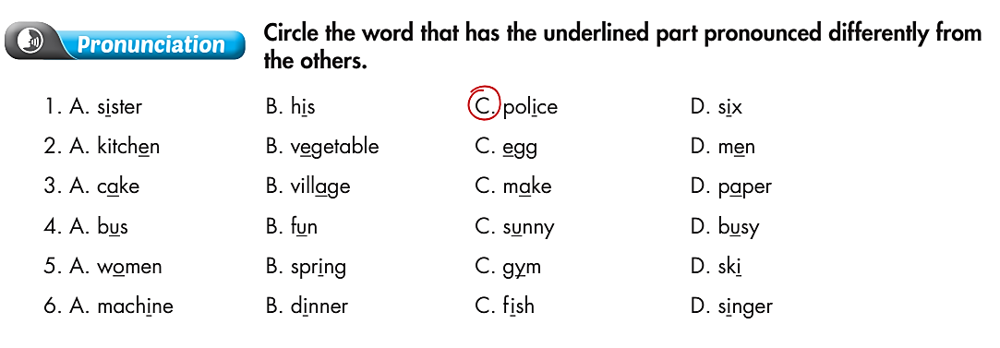 Pronunciation
Circle the word that has the underlined part pronounced differently from
the others.
1. A. sister B. his C. police D. six
2. A. kitchen B. vegetable C. egg D. men
3. A. cake B. village C. make D. paper
4. A. bus B. fun C. sunny D. busy
5. A. women B. spring C. gym D. ski
6. A. machine B. dinner C. fish D. singer